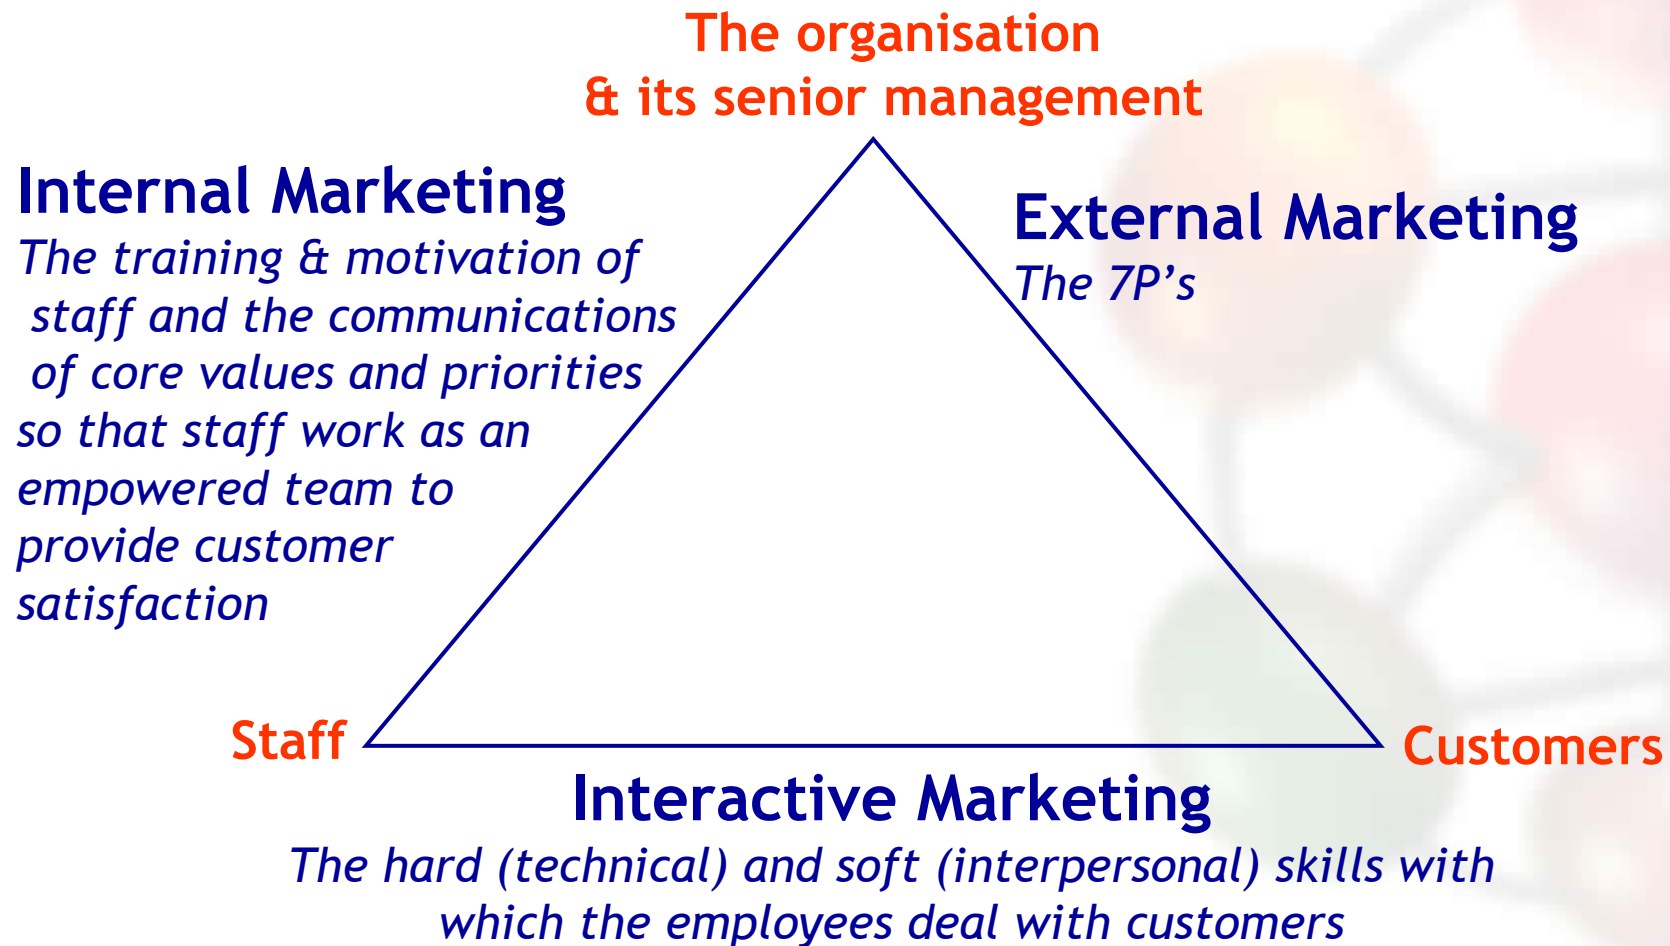 The organisation
& its senior management
Internal Marketing
The training & motivation of
staff and the communications
of core values and priorities
so that staff work as an
empowered team to
provide customer
satisfaction
External Marketing
The 7P’s
Staff
Customers
Interactive Marketing
The hard (technical) and soft (interpersonal) skills with
which the employees deal with customers